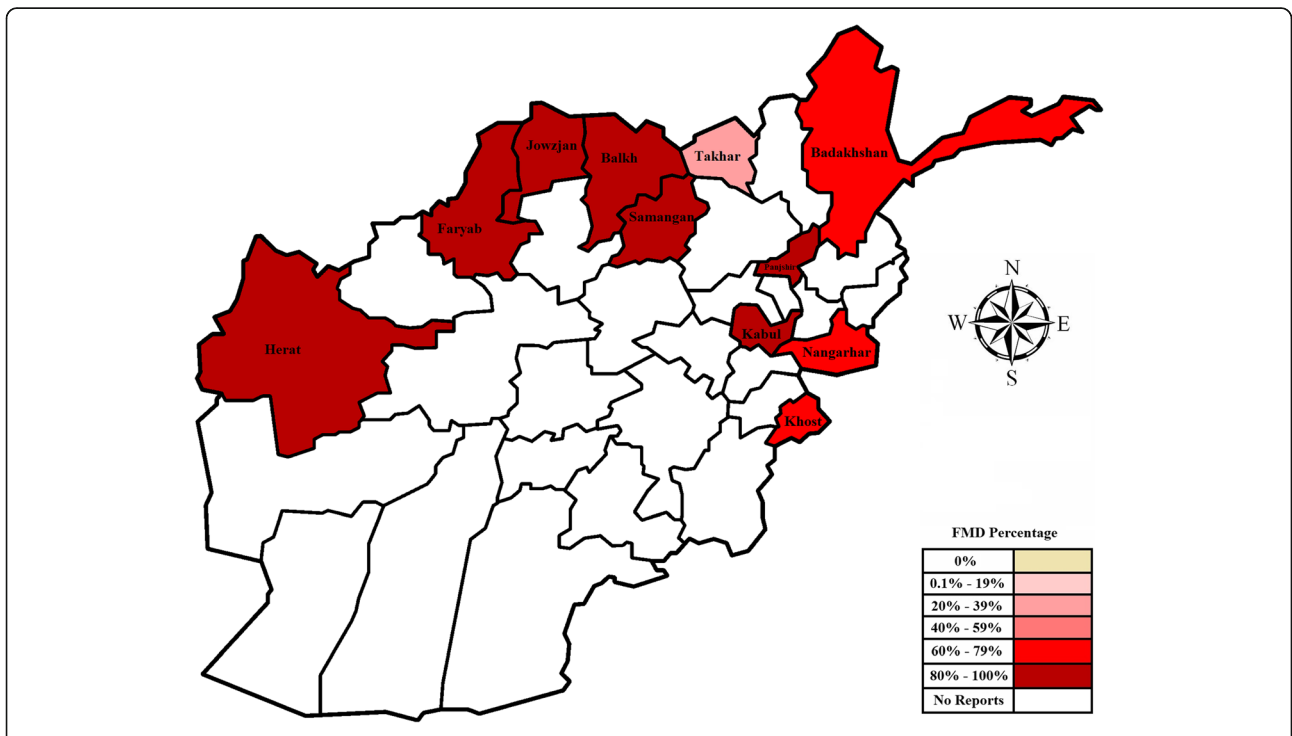 Jowzjan
Balkh
Takhar
Badakhshan
Samangan
Faryab
Panjshir
Kabul
Herat
Nangarhar
Khost
N
W
E
S
FMD Percentage
0%
0.1% - 19%
20% - 39%
40% - 59%
60% - 79%
80% - 100%
No Reports